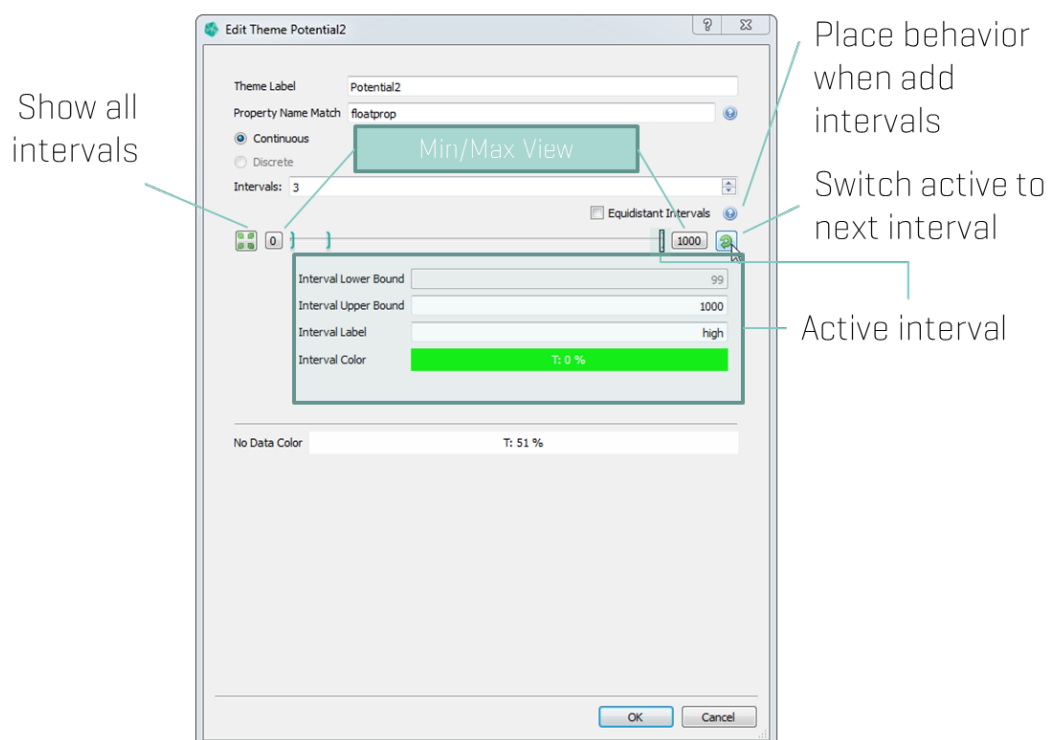 Edit Theme Potential2
Place behavior
when add
intervals
Show all
intervals
Theme Label Potential2
Property Name Match floatprop
Continuous
Min/Max View
Discrete
Intervals: 3
Switch active to
next interval
Equidistant Intervals
0 1000
Interval Lower Bound 99
Interval Upper Bound 1000
Interval Label high
Active interval
Interval Color T: 0 %
No Data Color T: 51 %
OK Cancel